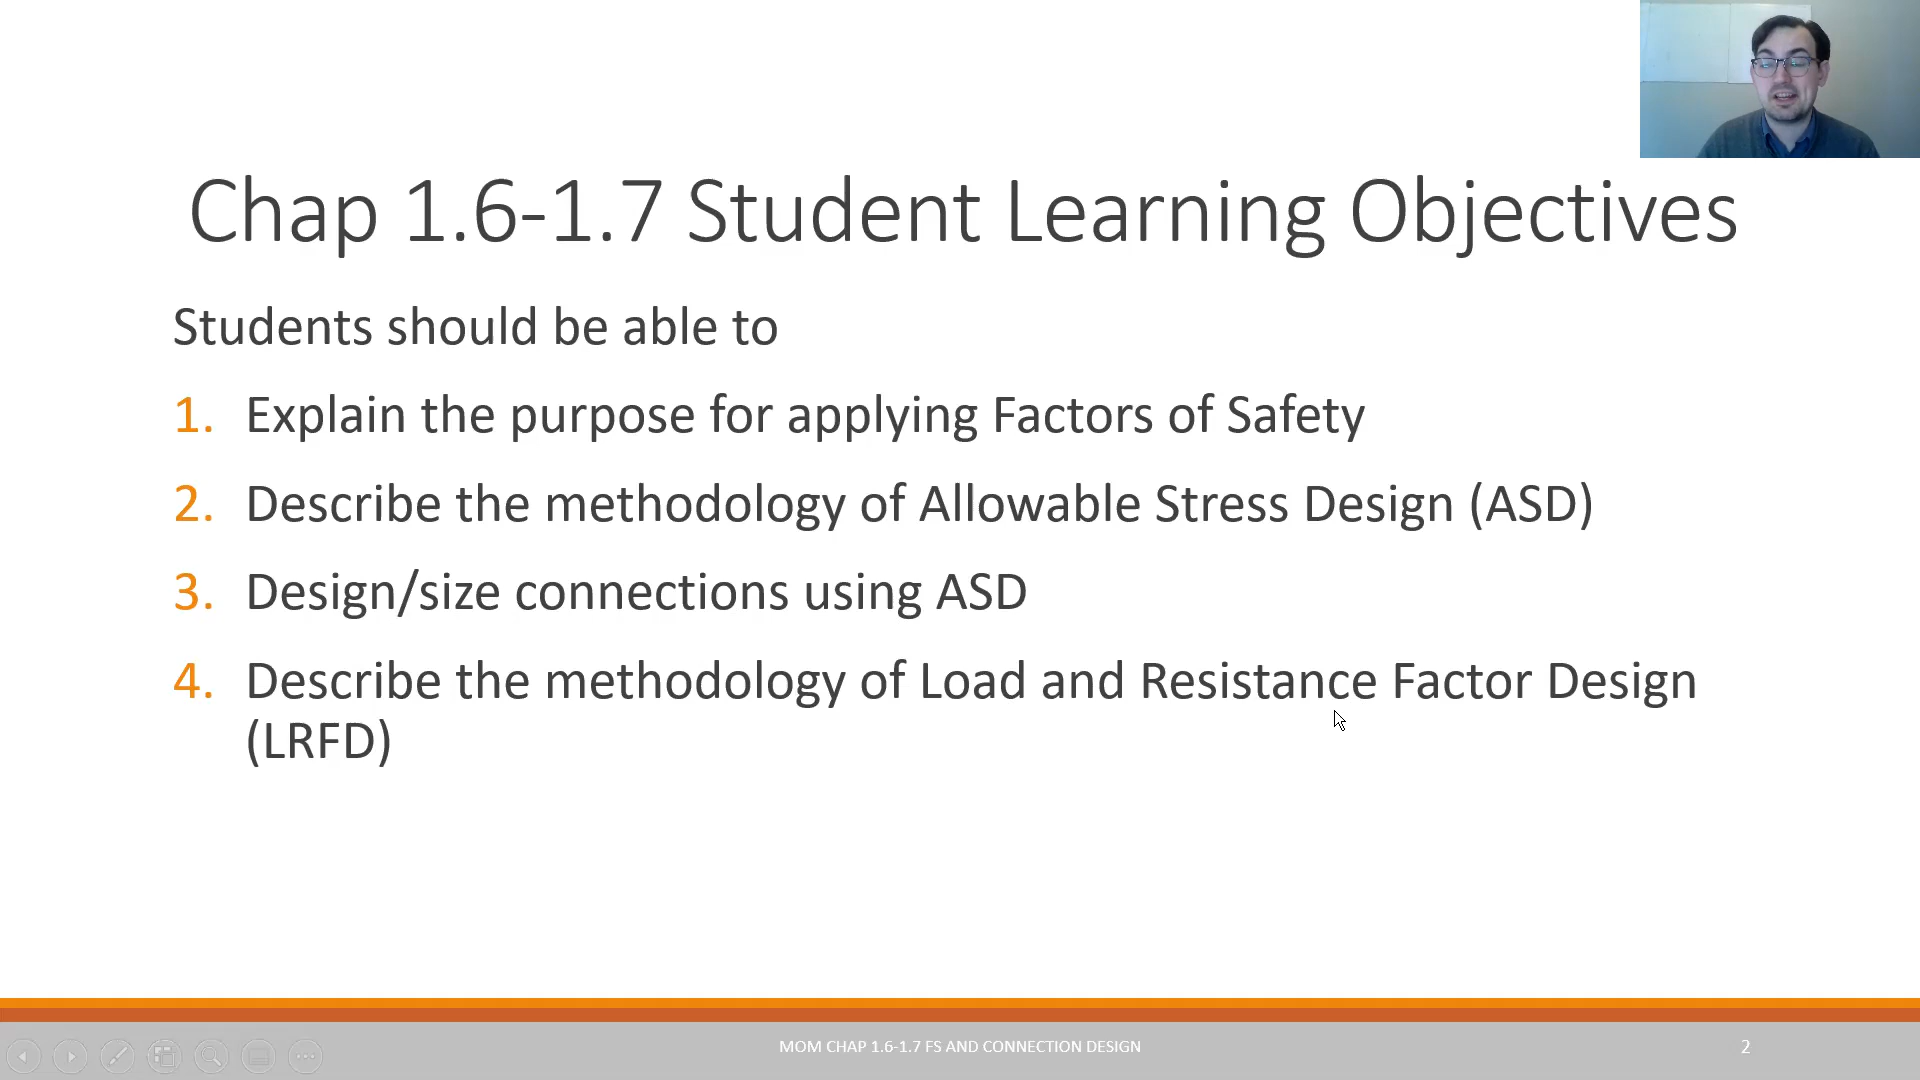 Chap 1.6-1.7 Student Learning Objectives
Students should be able to
1. Explain the purpose for applying Factors of Safety
2. Describe the methodology of Allowable Stress Design (ASD)
3. Design/size connections using ASD
4. Describe the methodology of Load and Resistance Factor Design
(LRFD)
MOM CHAP 1.6-1.7 FS AND CONNECTION DESIGN
2